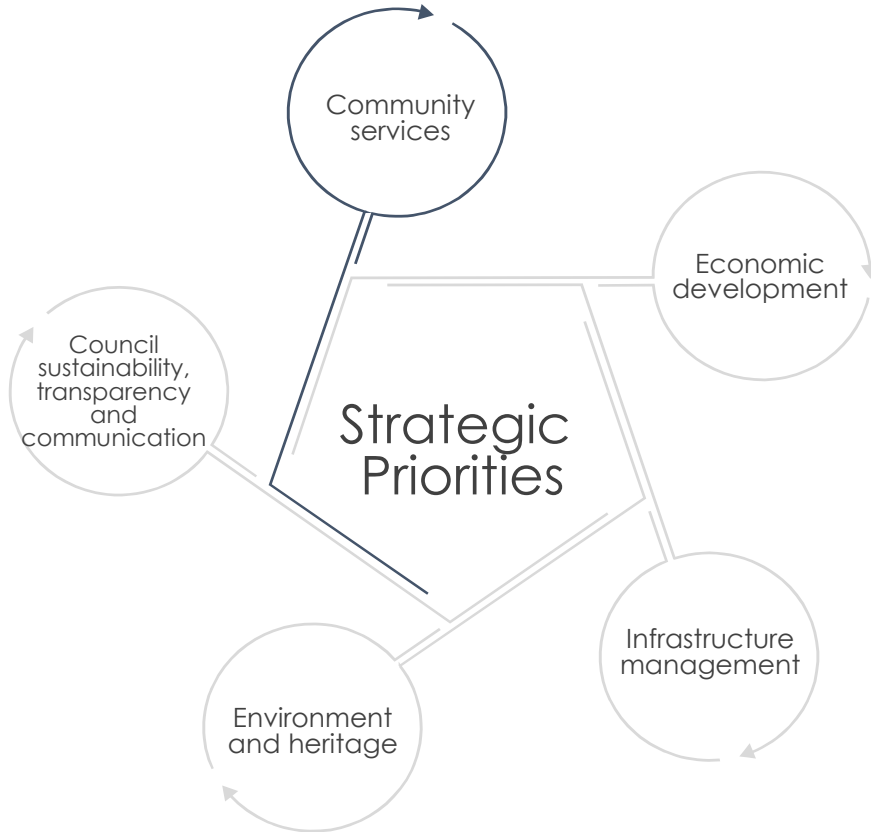 Community
services
Economic
development
Council
sustainability,
transparency
and
communication
Strategic
Priorities
Infrastructure
management
Environment
and heritage